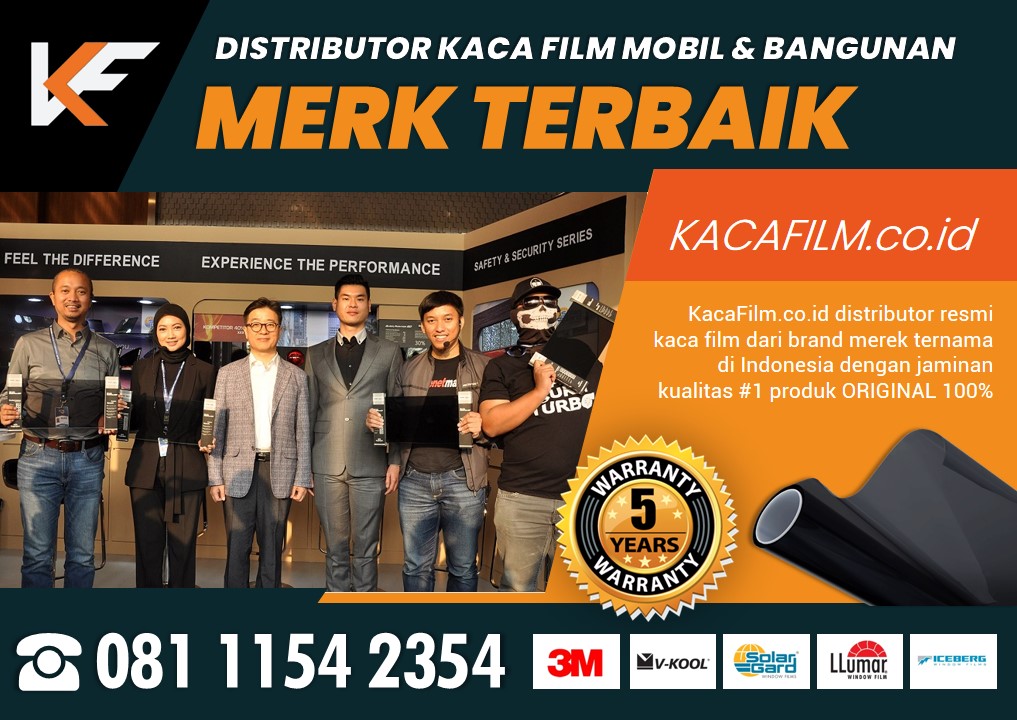 KF
DISTRIBUTOR KACA FILM MOBIL & BANGUNAN
MERK TERBAIK
KACAFILM.co.id
FEEL THE DIFFERENCE
EXPERIENCE THE PERFORMANCE
SAFETY & SECURITY SERIES
KacaFilm.co.id distributor resmi
kaca film dari brand merek ternama
di Indonesia dengan jaminan
kualitas #1 produk ORIGINAL 100%
TURBO
WARRANTY
5
YEARS
WARRANTY
081 1154 2354
3M
V-KOOL®
Solar Gard
WINDOW FILMS
LLumar
WINDOW FILM
ICEBERG
WINDOW FILMS